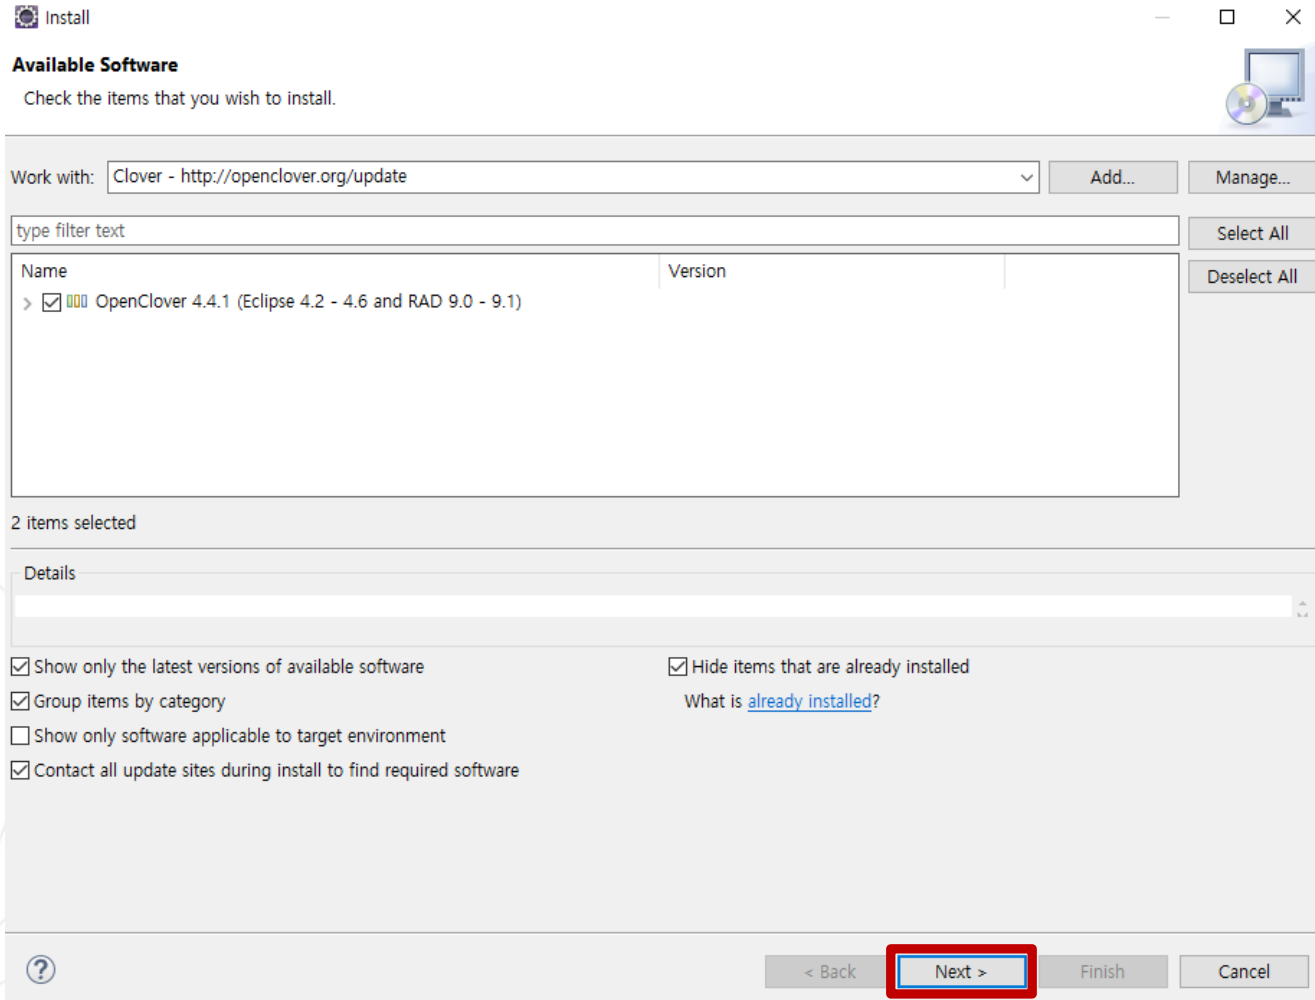 Install
Available Software
Check the items that you wish to install.
Work with: Clover - http://openclover.org/update Add... Manage...
type filter text Select All
Name Version Deselect All
OpenClover 4.4.1 (Eclipse 4.2 - 4.6 and RAD 9.0 - 9.1)
2 items selected
Details
Show only the latest versions of available software Hide items that are already installed
Group items by category What is already installed?
Show only software applicable to target environment
Contact all update sites during install to find required software
? < Back Next > Finish Cancel